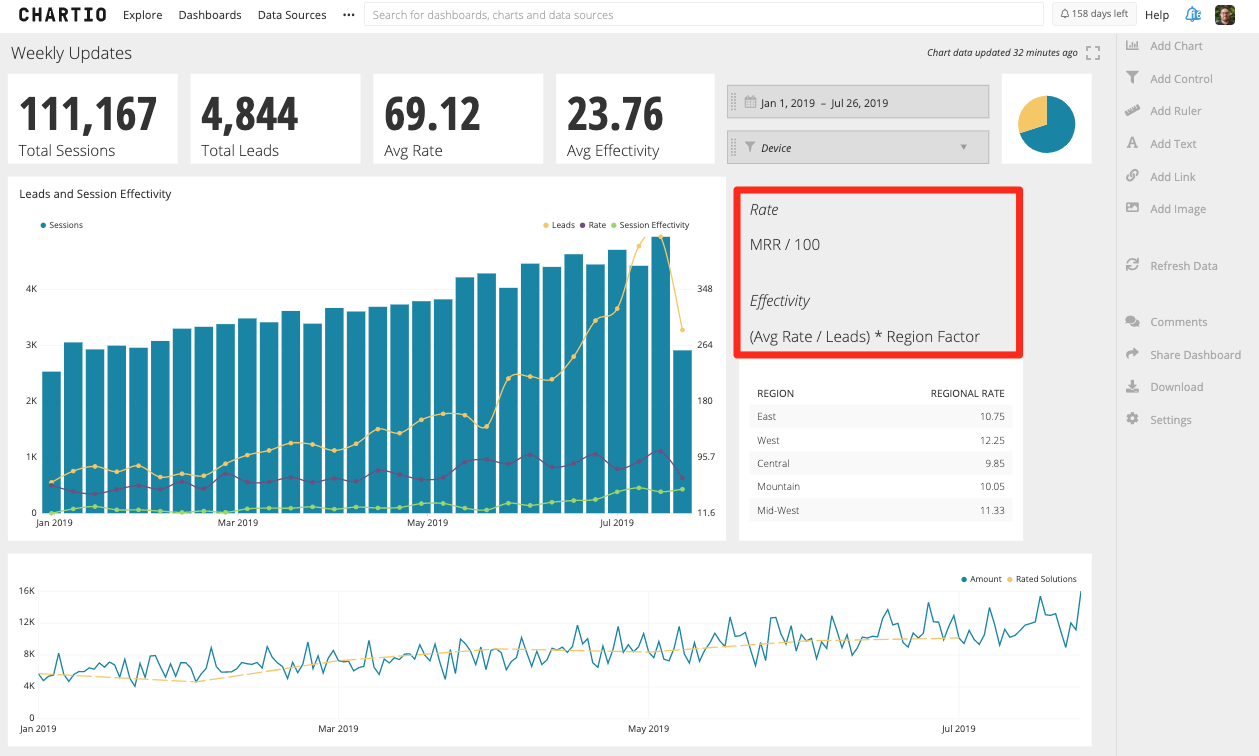 CHARTIO Explore Dashboards Data Sources ••• Search for dashboards, charts and data sources 158 days left Help
Weekly Updates
Chart data updated 32 minutes ago
111,167
Total Sessions
4,844
Total Leads
69.12
Avg Rate
23.76
Avg Effectivity
Jan 1, 2019 – Jul 26, 2019
Device
Leads and Session Effectivity
Sessions
Leads Rate Session Effectivity
4K
3K
2K
1K
0
348
264
180
95.7
11.6
Jan 2019 Mar 2019 May 2019 Jul 2019
Rate
MRR / 100
Effectivity
(Avg Rate / Leads) * Region Factor
REGION REGIONAL RATE
East 10.75
West 12.25
Central 9.85
Mountain 10.05
Mid-West 11.33
Amount Rated Solutions
16K
12K
8K
4K
0
Jan 2019 Mar 2019 May 2019 Jul 2019
Add Chart
Add Control
Add Ruler
Add Text
Add Link
Add Image
Refresh Data
Comments
Share Dashboard
Download
Settings